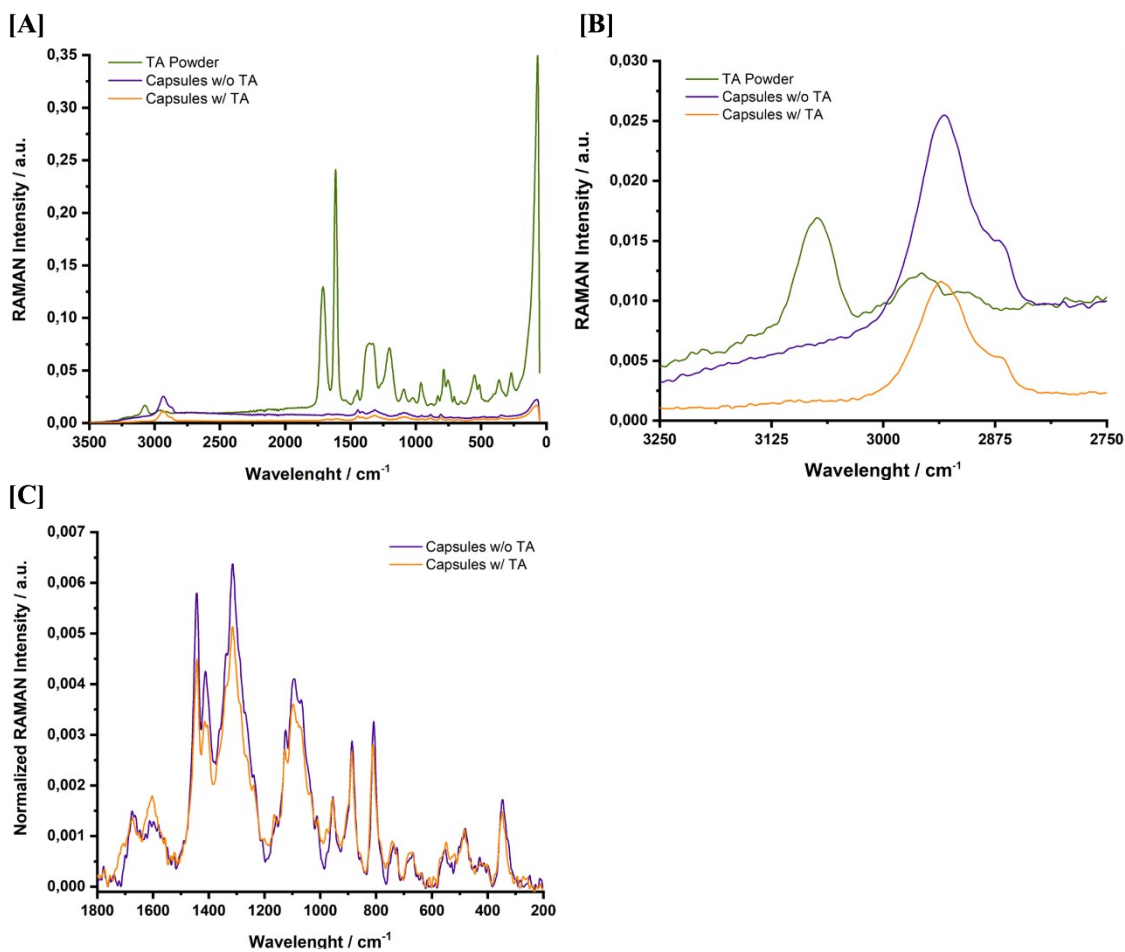 [A]
0,35
0,30
0,25
0,20
0,15
0,10
0,05
0,00
RAMAN Intensity / a.u.
TA Powder
Capsules w/o TA
Capsules w/ TA
3500 3000 2500 2000 1500 1000 500 0
Wavelenght / cm⁻¹
[B]
0,030
0,025
0,020
0,015
0,010
0,005
0,000
RAMAN Intensity / a.u.
TA Powder
Capsules w/o TA
Capsules w/ TA
3250 3125 3000 2875 2750
Wavelenght / cm⁻¹
[C]
0,007
0,006
0,005
0,004
0,003
0,002
0,001
0,000
Normalized RAMAN Intensity / a.u.
Capsules w/o TA
Capsules w/ TA
1800 1600 1400 1200 1000 800 600 400 200
Wavelenght / cm⁻¹